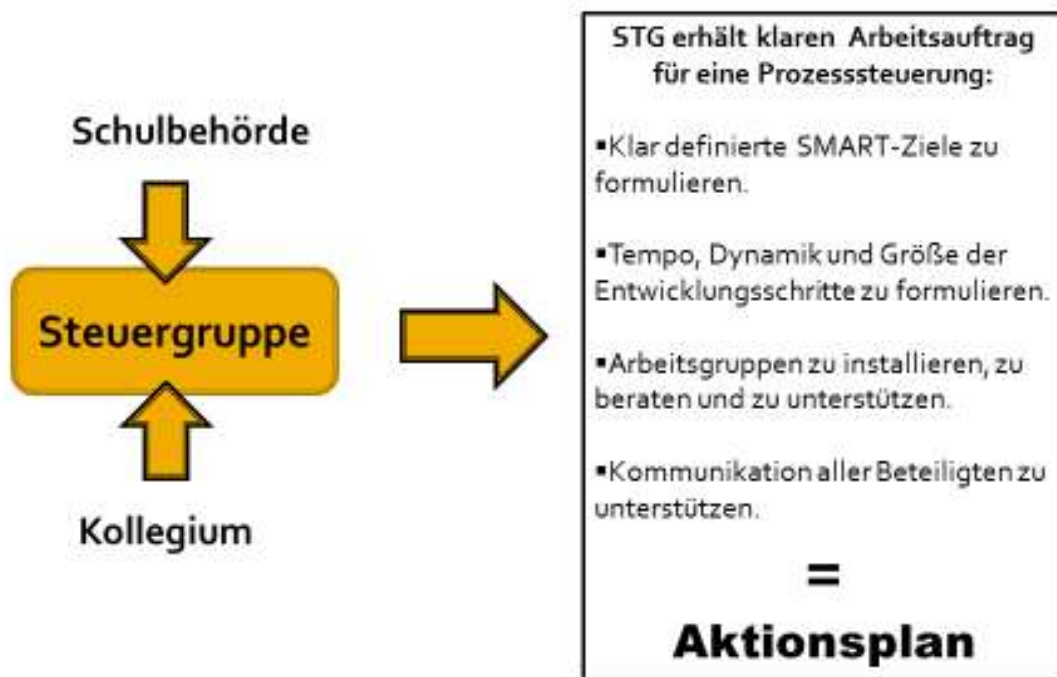 Schulbehörde
Steuergruppe
Kollegium
STG erhält klaren Arbeitsauftrag
für eine Prozesssteuerung:
▪Klar definierte SMART-Ziele zu
formulieren.
▪Tempo, Dynamik und Größe der
Entwicklungsschritte zu formulieren.
▪Arbeitsgruppen zu installieren, zu
beraten und zu unterstützen.
▪Kommunikation aller Beteiligten zu
unterstützen.
=
Aktionsplan